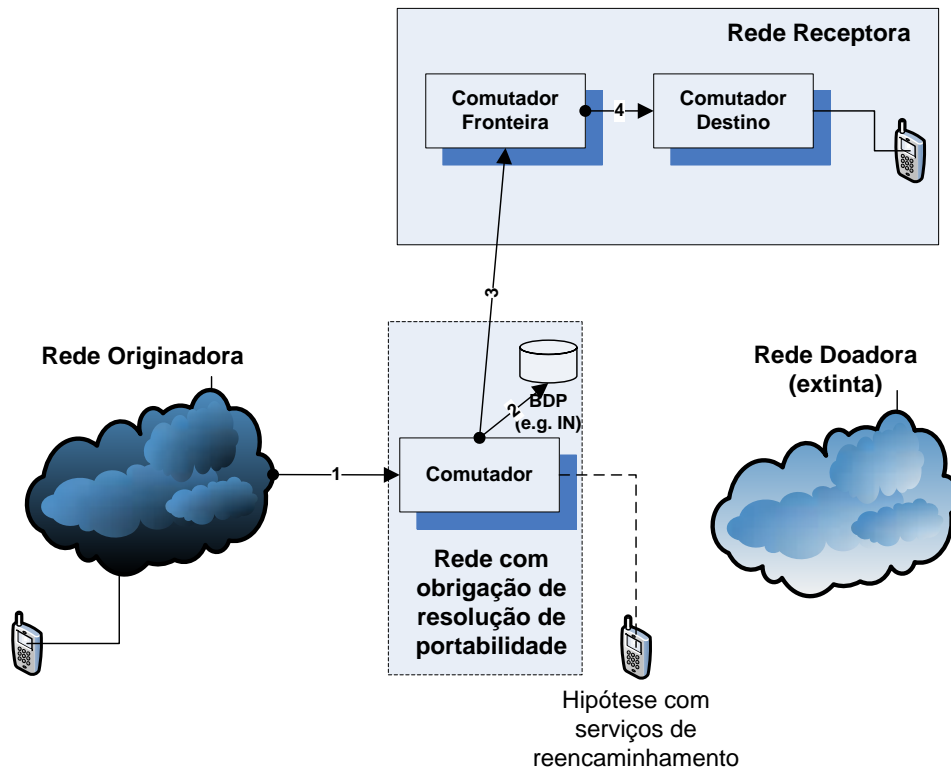 Rede Receptora
Comutador
Fronteira
4
Comutador
Destino
3
Rede Originadora
Rede Doadora
(extinta)
BDP
(e.g. IN)
2
1
Comutador
Rede com
obrigação de
resolução de
portabilidade
Hipótese com
serviços de
reencaminhamento